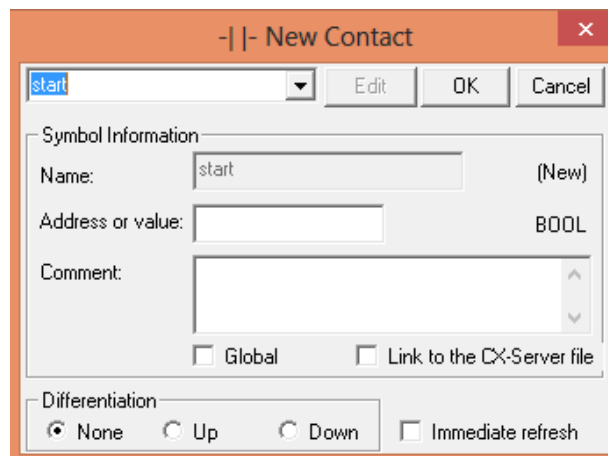 -| |- New Contact
start Edit OK Cancel
Symbol Information
Name: start (New)
Address or value: BOOL
Comment:
Global Link to the CX-Server file
Differentiation
None Up Down Immediate refresh